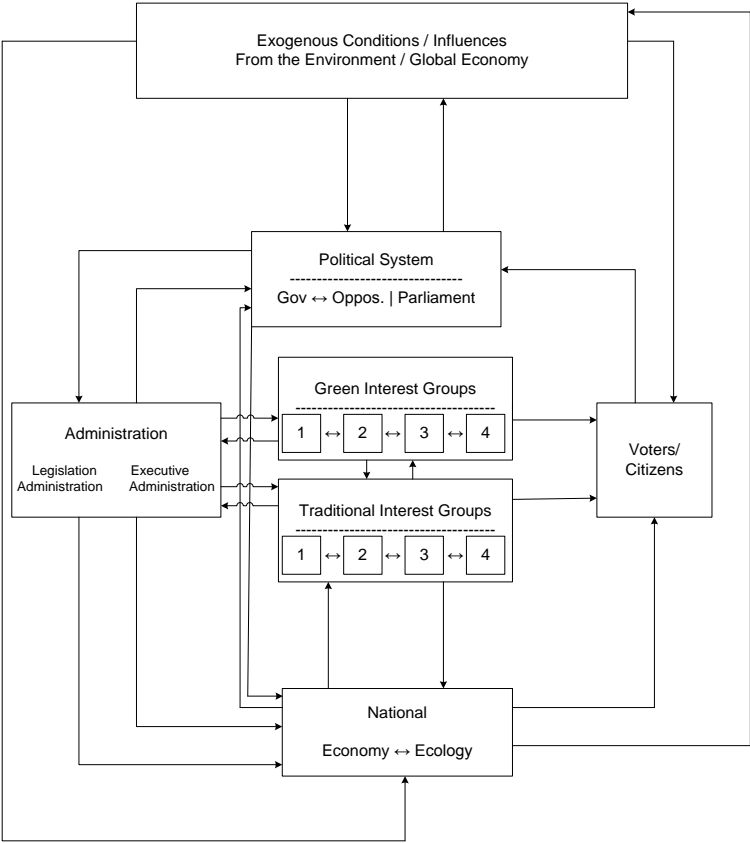 Exogenous Conditions / Influences
From the Environment / Global Economy
Political System
Gov ↔ Oppos. | Parliament
Green Interest Groups
1 ↔ 2 ↔ 3 ↔ 4
Administration
Legislation Administration
Executive Administration
Voters/
Citizens
Traditional Interest Groups
1 ↔ 2 ↔ 3 ↔ 4
National
Economy ↔ Ecology